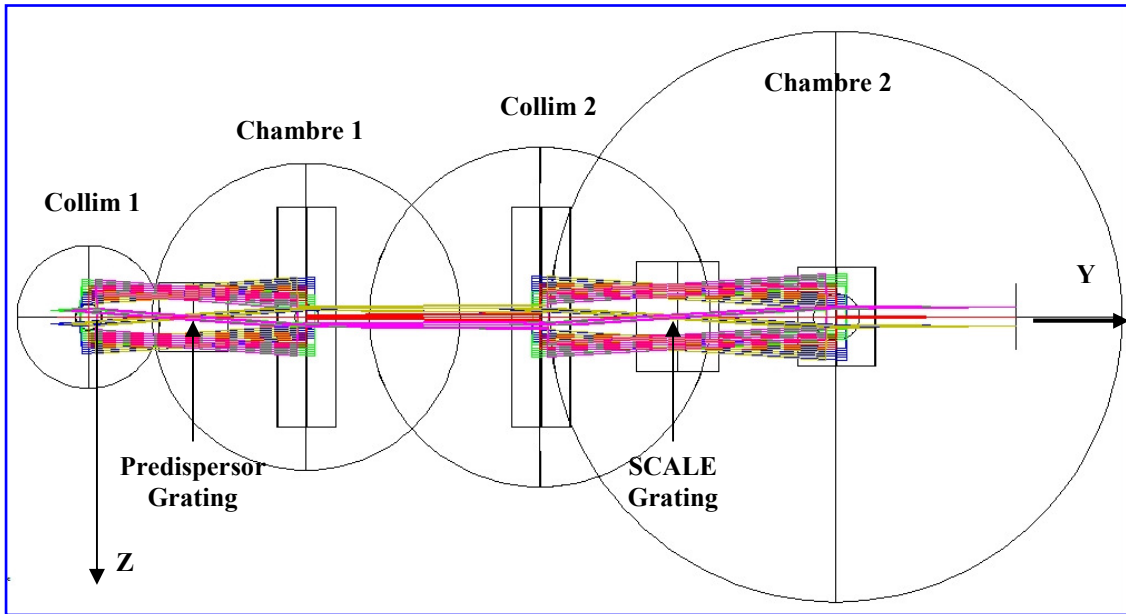 Chambre 2
Collim 2
Chambre 1
Collim 1
Y
Predispersor
Grating
SCALE
Grating
Z